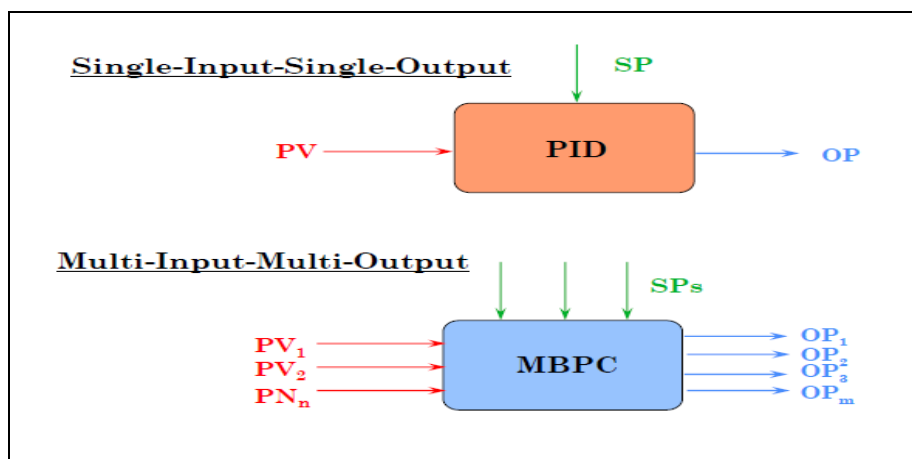 Single-Input-Single-Output
SP
PV
PID
OP
Multi-Input-Multi-Output
SPs
PV₁
PV₂
PNₙ
MBPC
OP₁
OP₂
OP₃
OPₘ